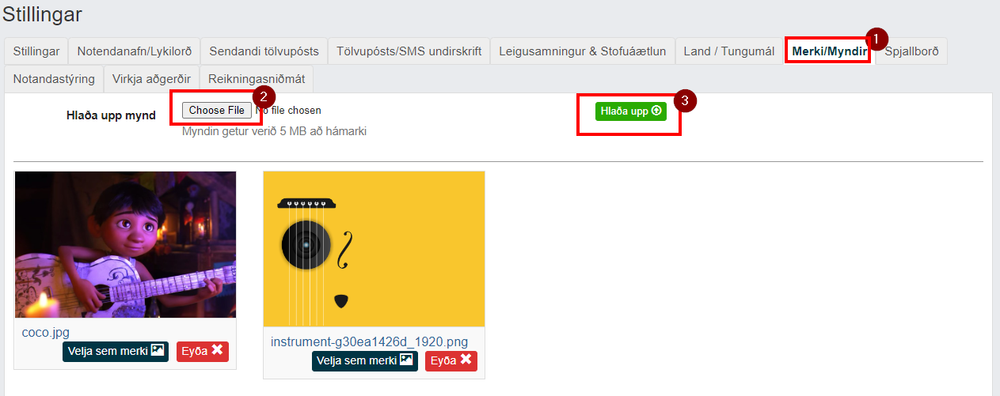 Stillingar
Stillingar Notendanafn/Lykilorð Sendandi tölvupósts Tölvupósts/SMS undirskrift Leigusamningur & Stofuáætlun Land / Tungumál Merki/Myndir 1 Spjallborð
Notandastýring Virkja aðgerðir Reikningasniðmát
Hlaða upp mynd Choose File 2 No file chosen Hlaða upp 3
Myndin getur verið 5 MB að hámarki
coco.jpg
Velja sem merki Eyða
instrument-g30ea1426d_1920.png
Velja sem merki Eyða